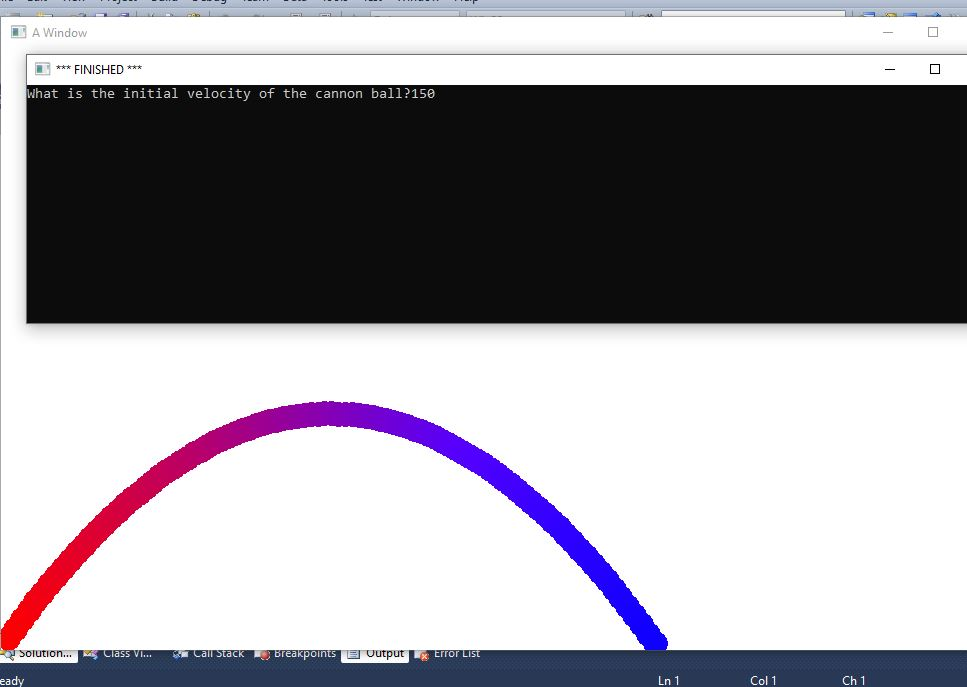 A Window
*** FINISHED ***
What is the initial velocity of the cannon ball?150
Solution... Class Vi... Call Stack Breakpoints Output Error List
eady Ln 1 Col 1 Ch 1